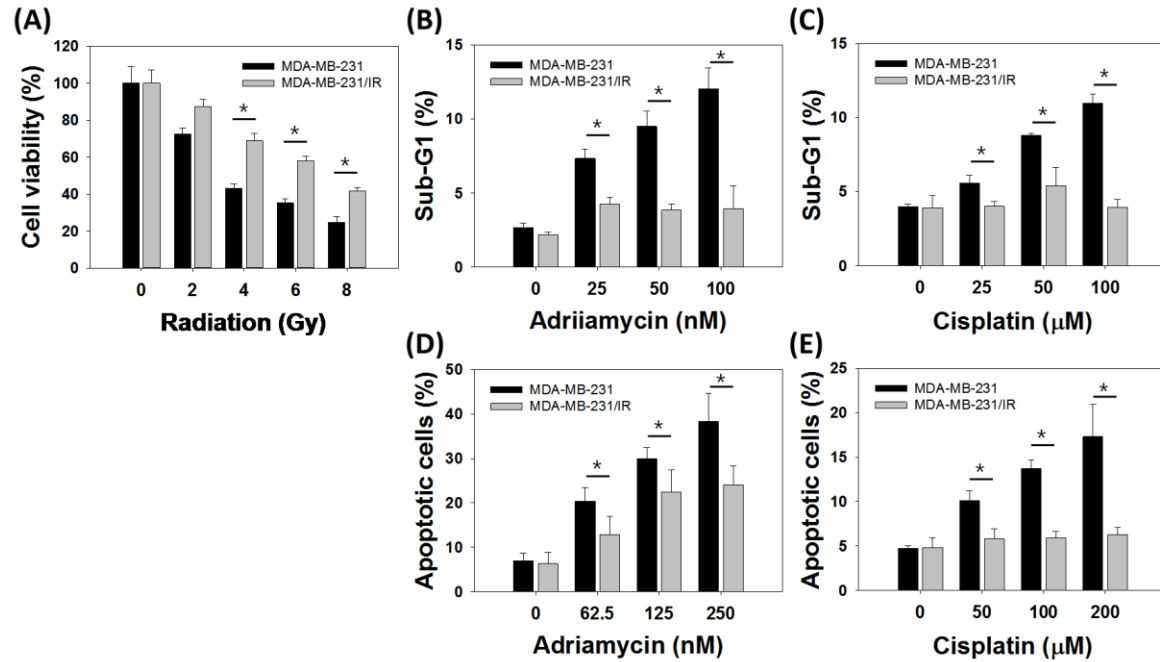 (A)
Cell viability (%)
120
100
80
60
40
20
0
MDA-MB-231
MDA-MB-231/IR
*
*
*
0 2 4 6 8
Radiation (Gy)
(B)
Sub-G1 (%)
15
10
5
0
MDA-MB-231
MDA-MB-231/IR
*
*
*
0 25 50 100
Adriiamycin (nM)
(C)
Sub-G1 (%)
15
10
5
0
MDA-MB-231
MDA-MB-231/IR
*
*
*
0 25 50 100
Cisplatin (μM)
(D)
Apoptotic cells (%)
50
40
30
20
10
0
MDA-MB-231
MDA-MB-231/IR
*
*
*
0 62.5 125 250
Adriamycin (nM)
(E)
Apoptotic cells (%)
25
20
15
10
5
0
MDA-MB-231
MDA-MB-231/IR
*
*
*
0 50 100 200
Cisplatin (μM)